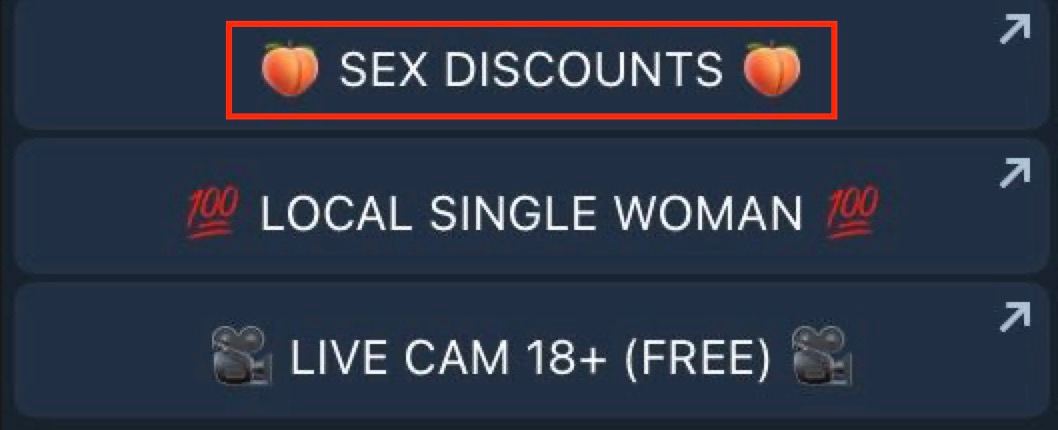 🍑 SEX DISCOUNTS 🍑
💯 LOCAL SINGLE WOMAN 💯
🎥 LIVE CAM 18+ (FREE) 🎥